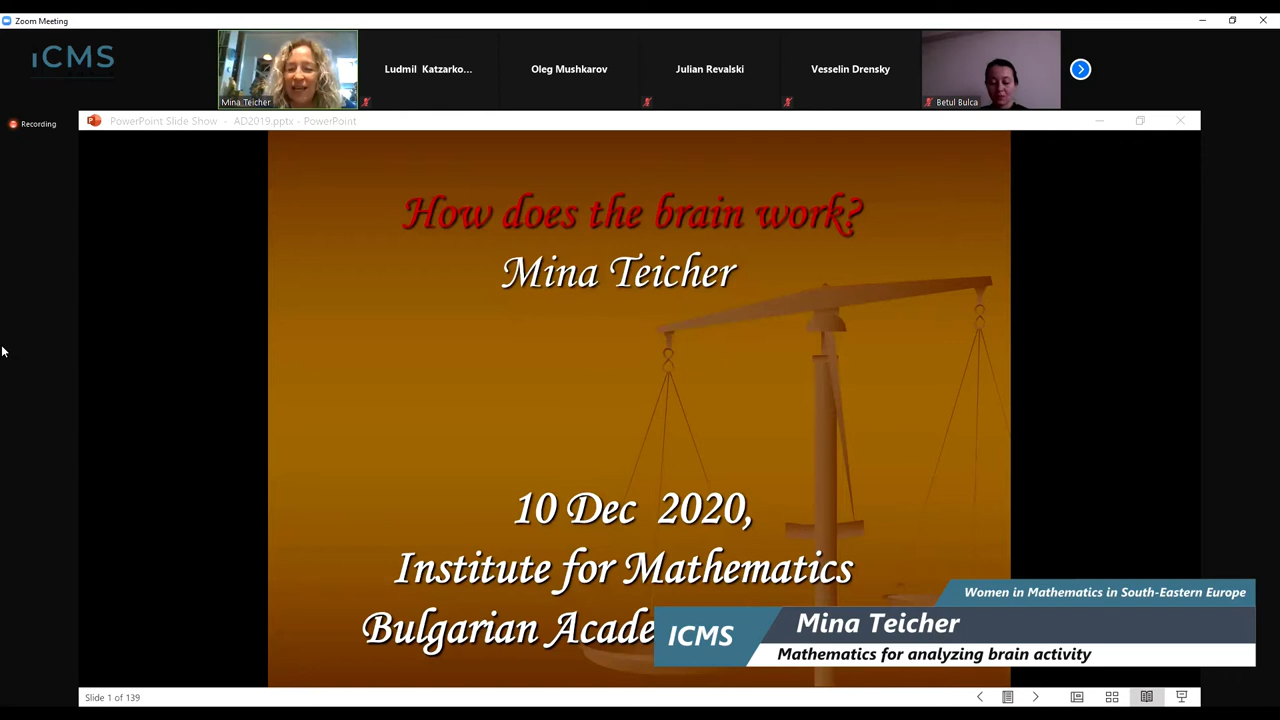 Zoom Meeting
iCMS
Mina Teicher
Ludmil Katzarko...
Oleg Mushkarov
Julian Revalski
Vesselin Drensky
Betul Bulca
Recording
PowerPoint Slide Show - AD2019.pptx - PowerPoint
How does the brain work?
Mina Teicher
10 Dec 2020,
Institute for Mathematics
Bulgarian Acade
Women in Mathematics in South-Eastern Europe
ICMS
Mina Teicher
Mathematics for analyzing brain activity
Slide 1 of 139